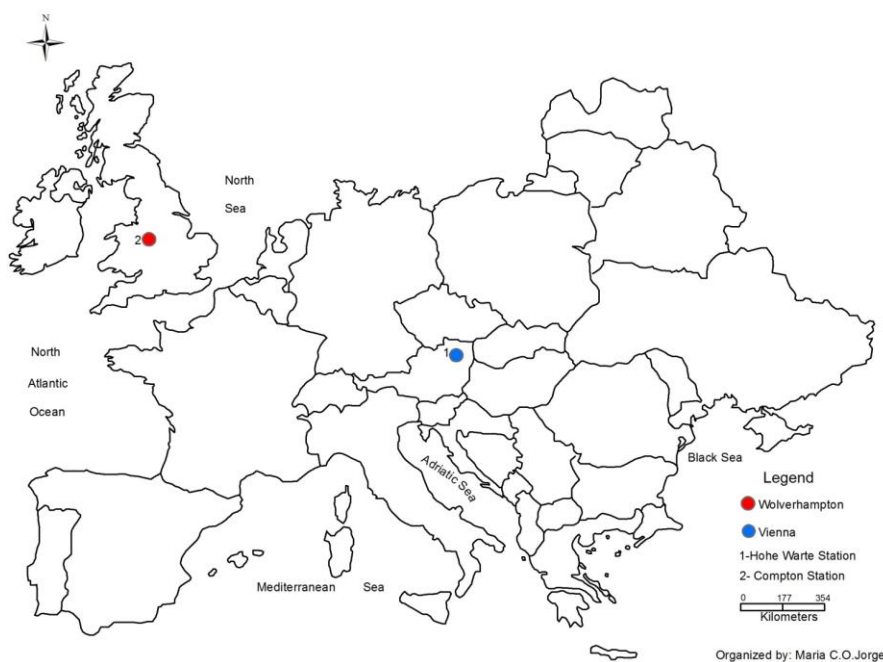 N
North
Sea
2
1
North
Atlantic
Ocean
Adriatic Sea
Black Sea
Mediterranean Sea
Legend
Wolverhampton
Vienna
1-Hohe Warte Station
2- Compton Station
0 177 354
Kilometers
Organized by: Maria C.O.Jorge